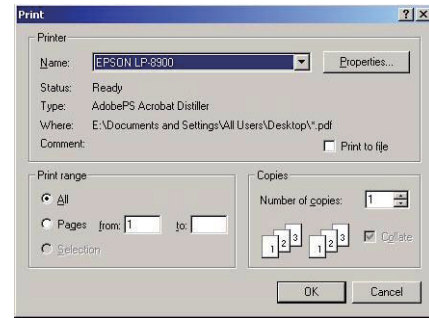 Print
Printer
Name: EPSON LP-8900 Properties...
Status: Ready
Type: AdobePS Acrobat Distiller
Where: E:\Documents and Settings\All Users\Desktop\*.pdf
Comment: Print to file
Print range
All
Pages from: 1 to:
Selection
Copies
Number of copies: 1
1 2 3 1 2 3 Collate
OK Cancel